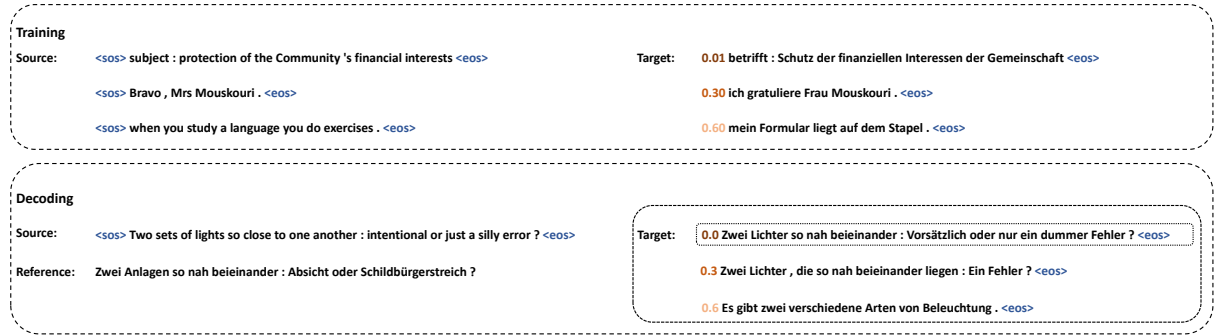 Training
Source: <sos> subject : protection of the Community 's financial interests <eos> Target: 0.01 betrifft : Schutz der finanziellen Interessen der Gemeinschaft <eos>
<sos> Bravo , Mrs Mouskouri . <eos> 0.30 ich gratuliere Frau Mouskouri . <eos>
<sos> when you study a language you do exercises . <eos> 0.60 mein Formular liegt auf dem Stapel . <eos>
Decoding
Source: <sos> Two sets of lights so close to one another : intentional or just a silly error ? <eos> Target: 0.0 Zwei Lichter so nah beieinander : Vorsätzlich oder nur ein dummer Fehler ? <eos>
Reference: Zwei Anlagen so nah beieinander : Absicht oder Schildbürgerstreich ? 0.3 Zwei Lichter , die so nah beieinander liegen : Ein Fehler ? <eos>
0.6 Es gibt zwei verschiedene Arten von Beleuchtung . <eos>